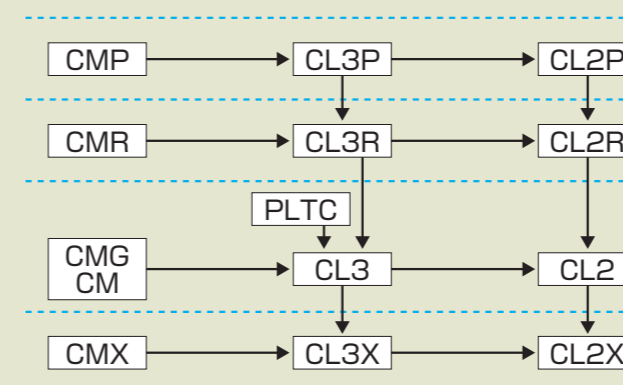 CMP CL3P CL2P
CMR CL3R CL2R
PLTC
CMG
CM CL3 CL2
CMX CL3X CL2X